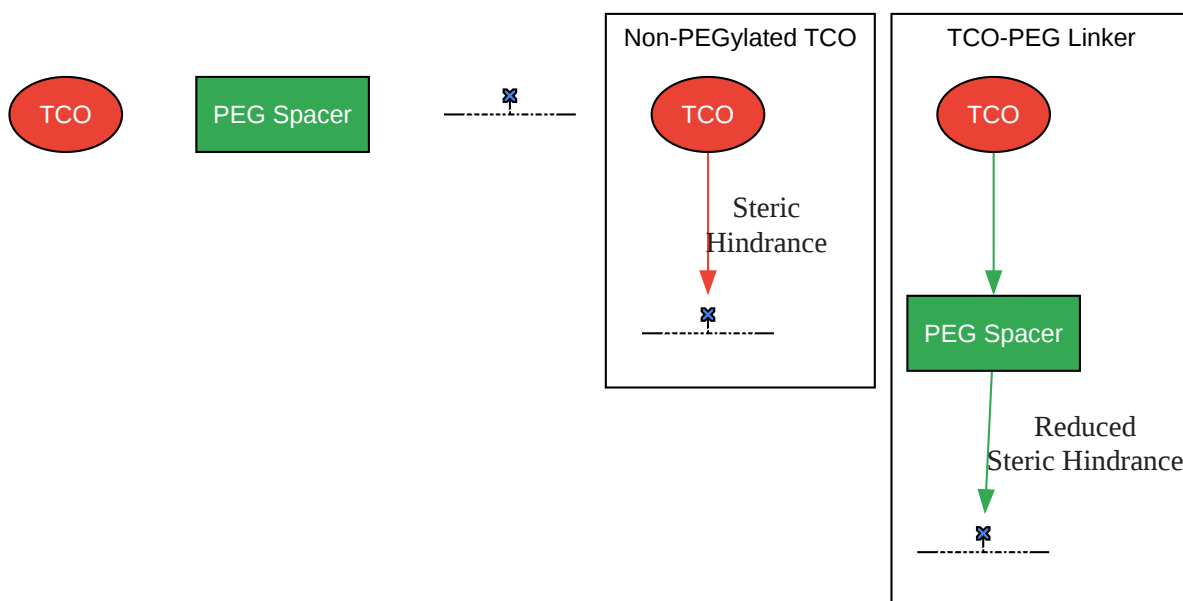 TCO
PEG Spacer
Non-PEGylated TCO
TCO
Steric
Hindrance
TCO-PEG Linker
TCO
PEG Spacer
Reduced
Steric Hindrance